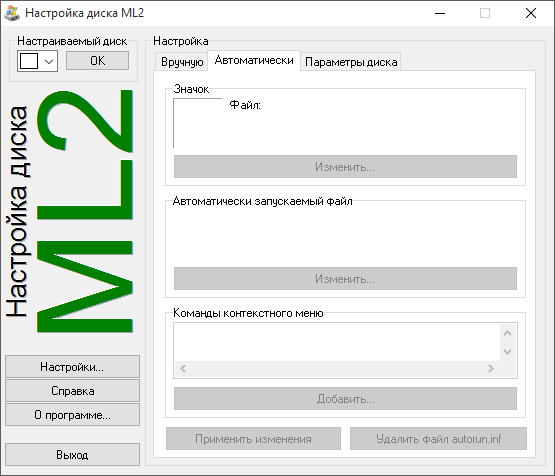 Настройка диска ML2
Настраиваемый диск
OK
Настройка диска
ML2
Настройки...
Справка
О программе...
Выход
Настройка
Вручную
Автоматически
Параметры диска
Значок
Файл:
Изменить...
Автоматически запускаемый файл
Изменить...
Команды контекстного меню
Добавить...
Применить изменения
Удалить файл autorun.inf